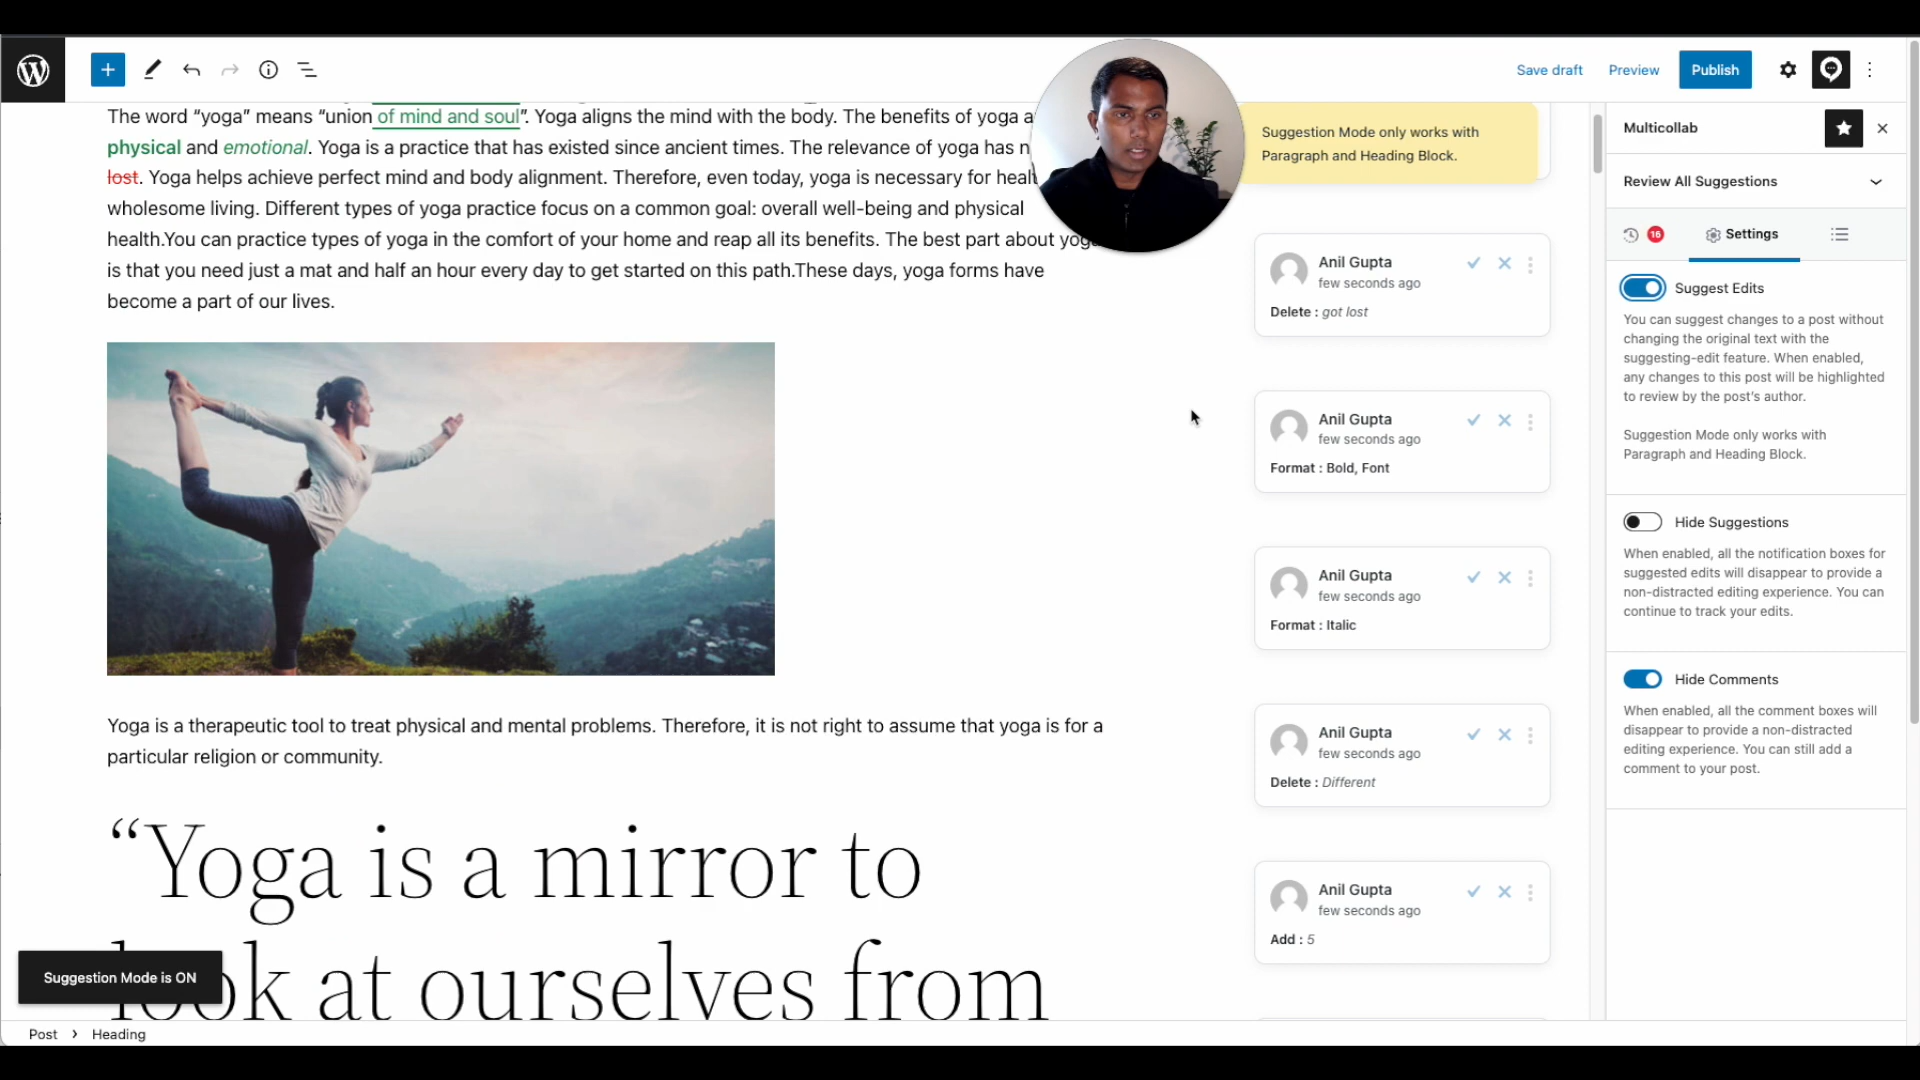 Save draft
Preview
Publish
The word “yoga” means “union of mind and soul”. Yoga aligns the mind with the body. The benefits of yoga a
physical and emotional. Yoga is a practice that has existed since ancient times. The relevance of yoga has n
lost. Yoga helps achieve perfect mind and body alignment. Therefore, even today, yoga is necessary for healt
wholesome living. Different types of yoga practice focus on a common goal: overall well-being and physical
health.You can practice types of yoga in the comfort of your home and reap all its benefits. The best part about yoga
is that you need just a mat and half an hour every day to get started on this path.These days, yoga forms have
become a part of our lives.
Yoga is a therapeutic tool to treat physical and mental problems. Therefore, it is not right to assume that yoga is for a
particular religion or community.
“Yoga is a mirror to
look at ourselves from
Suggestion Mode is ON
Post > Heading
Suggestion Mode only works with
Paragraph and Heading Block.
Anil Gupta
few seconds ago
Delete : got lost
Anil Gupta
few seconds ago
Format : Bold, Font
Anil Gupta
few seconds ago
Format : Italic
Anil Gupta
few seconds ago
Delete : Different
Anil Gupta
few seconds ago
Add : 5
Multicollab
Review All Suggestions
16
Settings
Suggest Edits
You can suggest changes to a post without
changing the original text with the
suggesting-edit feature. When enabled,
any changes to this post will be highlighted
to review by the post's author.
Suggestion Mode only works with
Paragraph and Heading Block.
Hide Suggestions
When enabled, all the notification boxes for
suggested edits will disappear to provide a
non-distracted editing experience. You can
continue to track your edits.
Hide Comments
When enabled, all the comment boxes will
disappear to provide a non-distracted
editing experience. You can still add a
comment to your post.